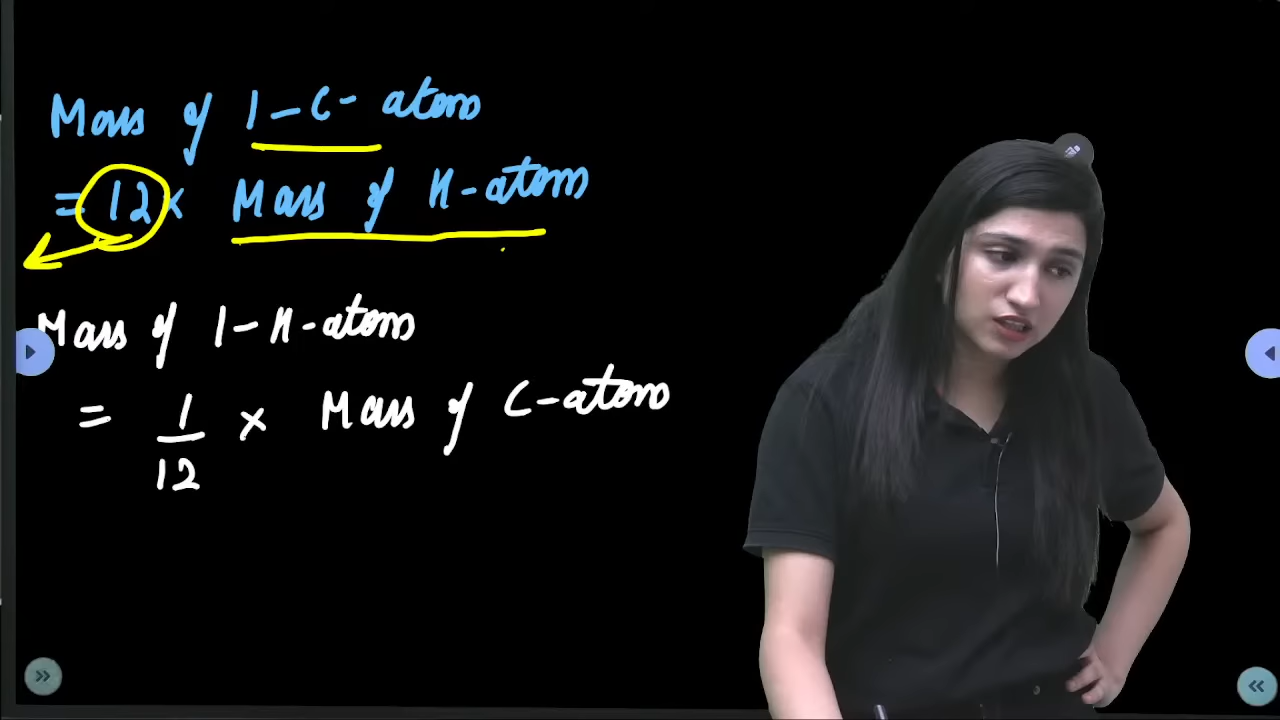 Mass of 1-C-atom
= 12 x Mass of H-atom
Mass of 1-H-atom
= 1/12 x Mass of C-atom